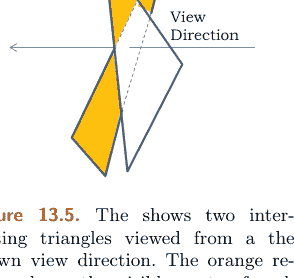 View
Direction
ure 13.5. The shows two inter-
ting triangles viewed from a the
wn view direction. The orange re-